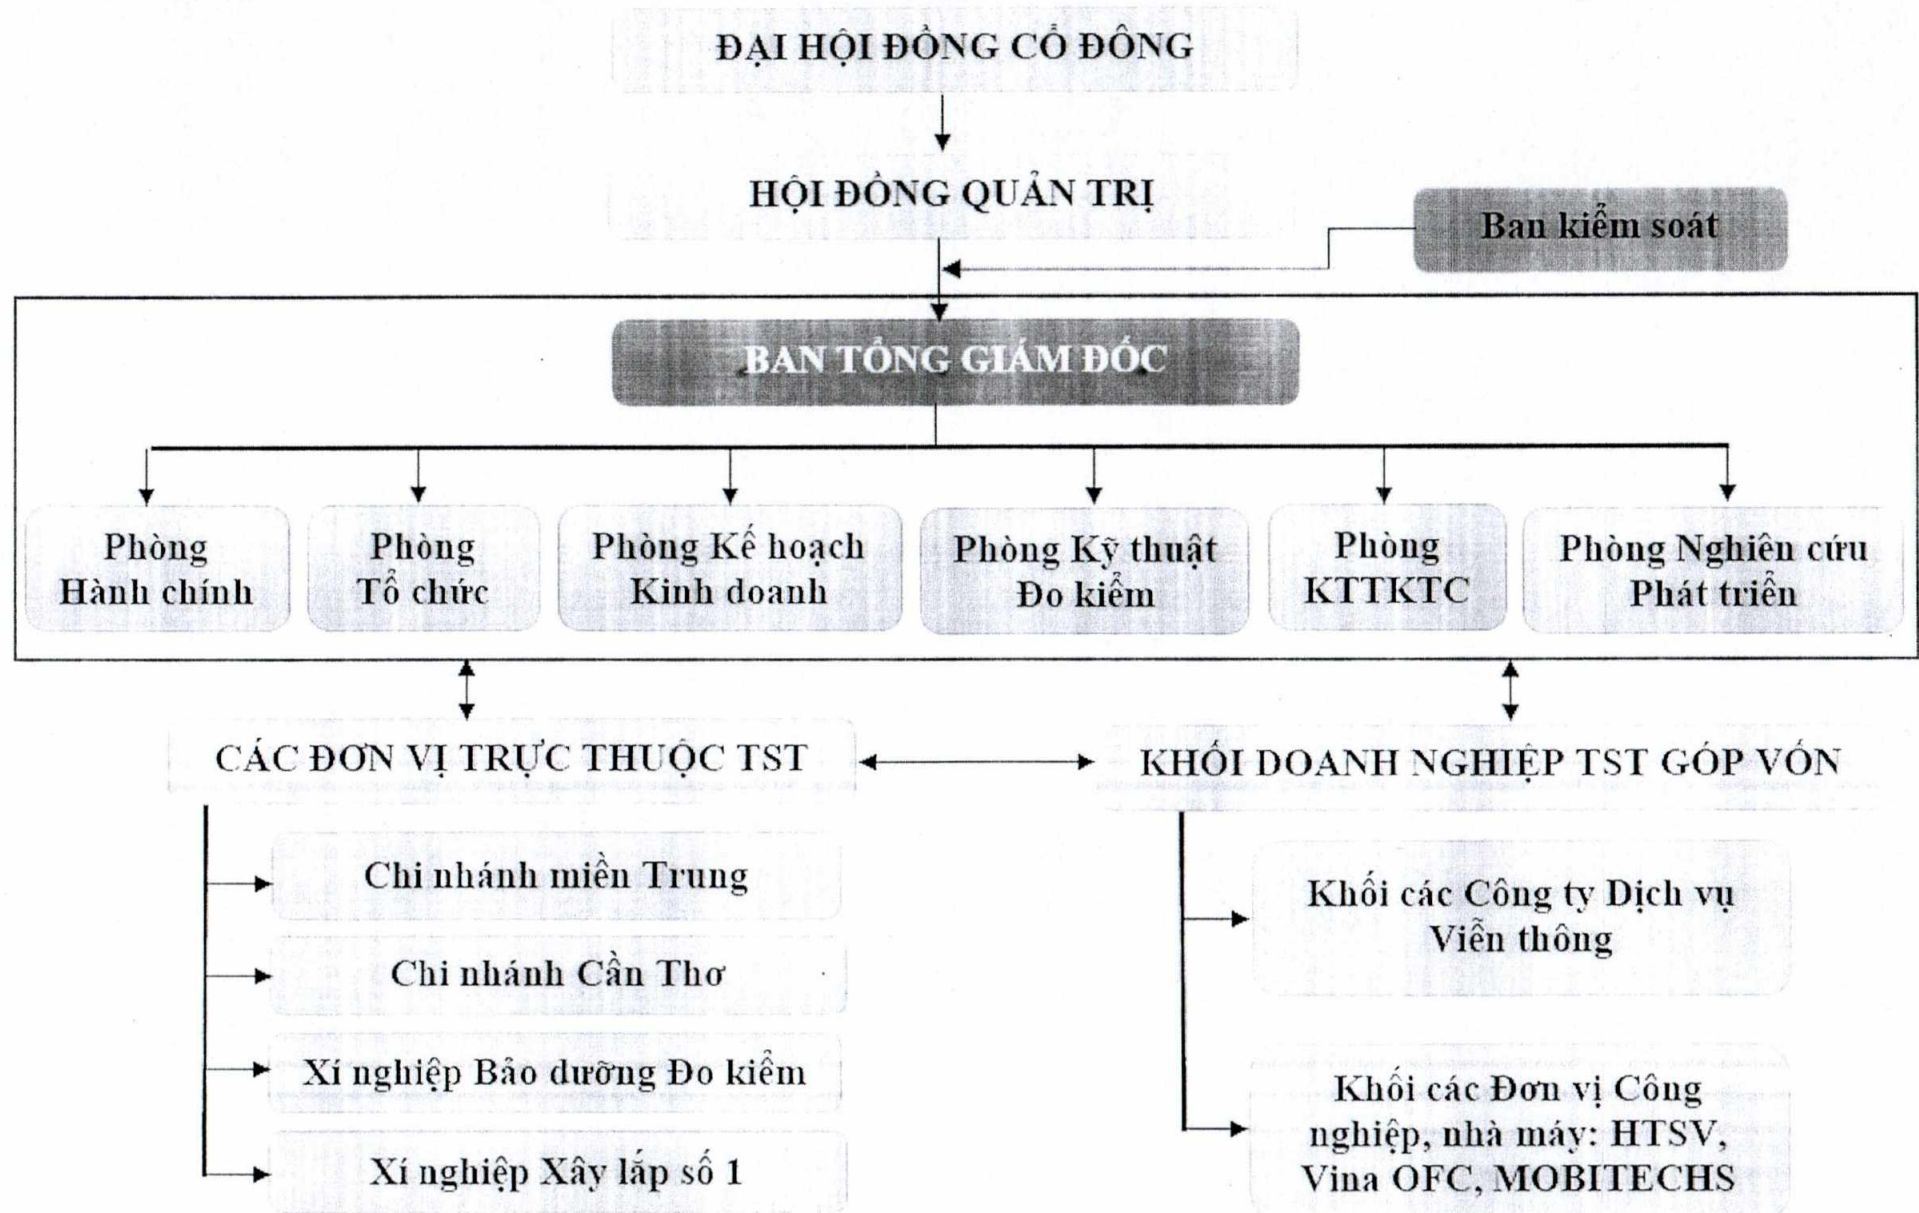 ĐẠI HỘI ĐỒNG CỔ ĐÔNG
HỘI ĐỒNG QUẢN TRỊ
Ban kiểm soát
BAN TỔNG GIÁM ĐỐC
Phòng
Hành chính
Phòng
Tổ chức
Phòng Kế hoạch
Kinh doanh
Phòng Kỹ thuật
Đo kiểm
Phòng
KTTKTC
Phòng Nghiên cứu
Phát triển
CÁC ĐƠN VỊ TRỰC THUỘC TST
Chi nhánh miền Trung
Chi nhánh Cần Thơ
Xí nghiệp Bảo dưỡng Đo kiểm
Xí nghiệp Xây lắp số 1
KHỐI DOANH NGHIỆP TST GÓP VỐN
Khối các Công ty Dịch vụ
Viễn thông
Khối các Đơn vị Công
nghiệp, nhà máy: HTSV,
Vina OFC, MOBITECHS